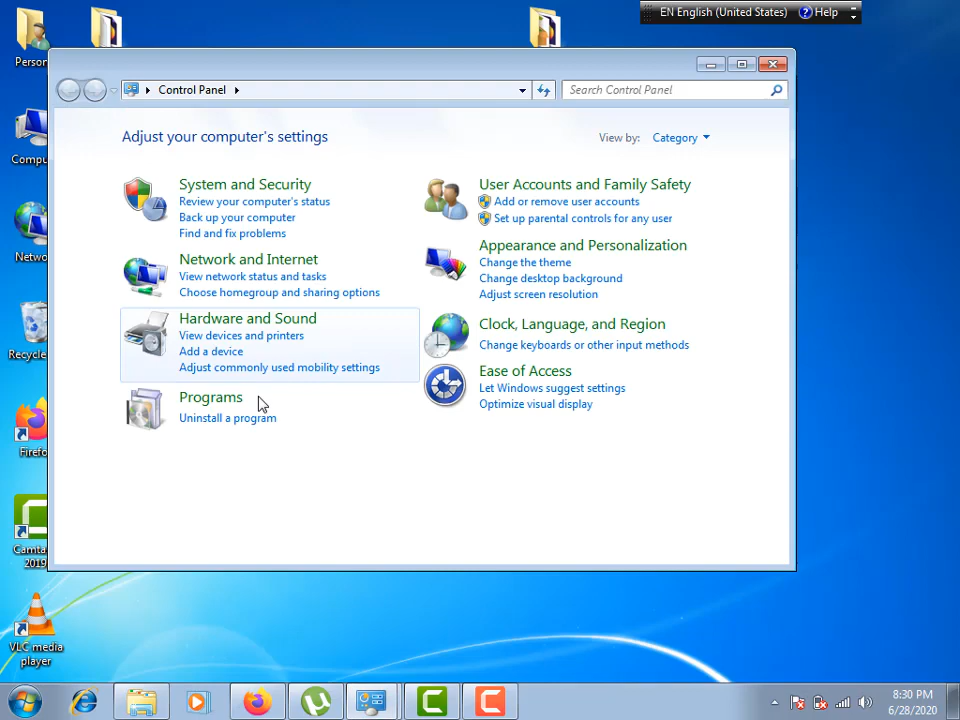 EN English (United States) Help
Person
Control Panel
Search Control Panel
Adjust your computer's settings
View by: Category
System and Security
Review your computer's status
Back up your computer
Find and fix problems
Network and Internet
View network status and tasks
Choose homegroup and sharing options
Hardware and Sound
View devices and printers
Add a device
Adjust commonly used mobility settings
Programs
Uninstall a program
User Accounts and Family Safety
Add or remove user accounts
Set up parental controls for any user
Appearance and Personalization
Change the theme
Change desktop background
Adjust screen resolution
Clock, Language, and Region
Change keyboards or other input methods
Ease of Access
Let Windows suggest settings
Optimize visual display
Compu
Netwo
Recycle
Firefo
Camta
2019
VLC media
player
8:30 PM
6/28/2020